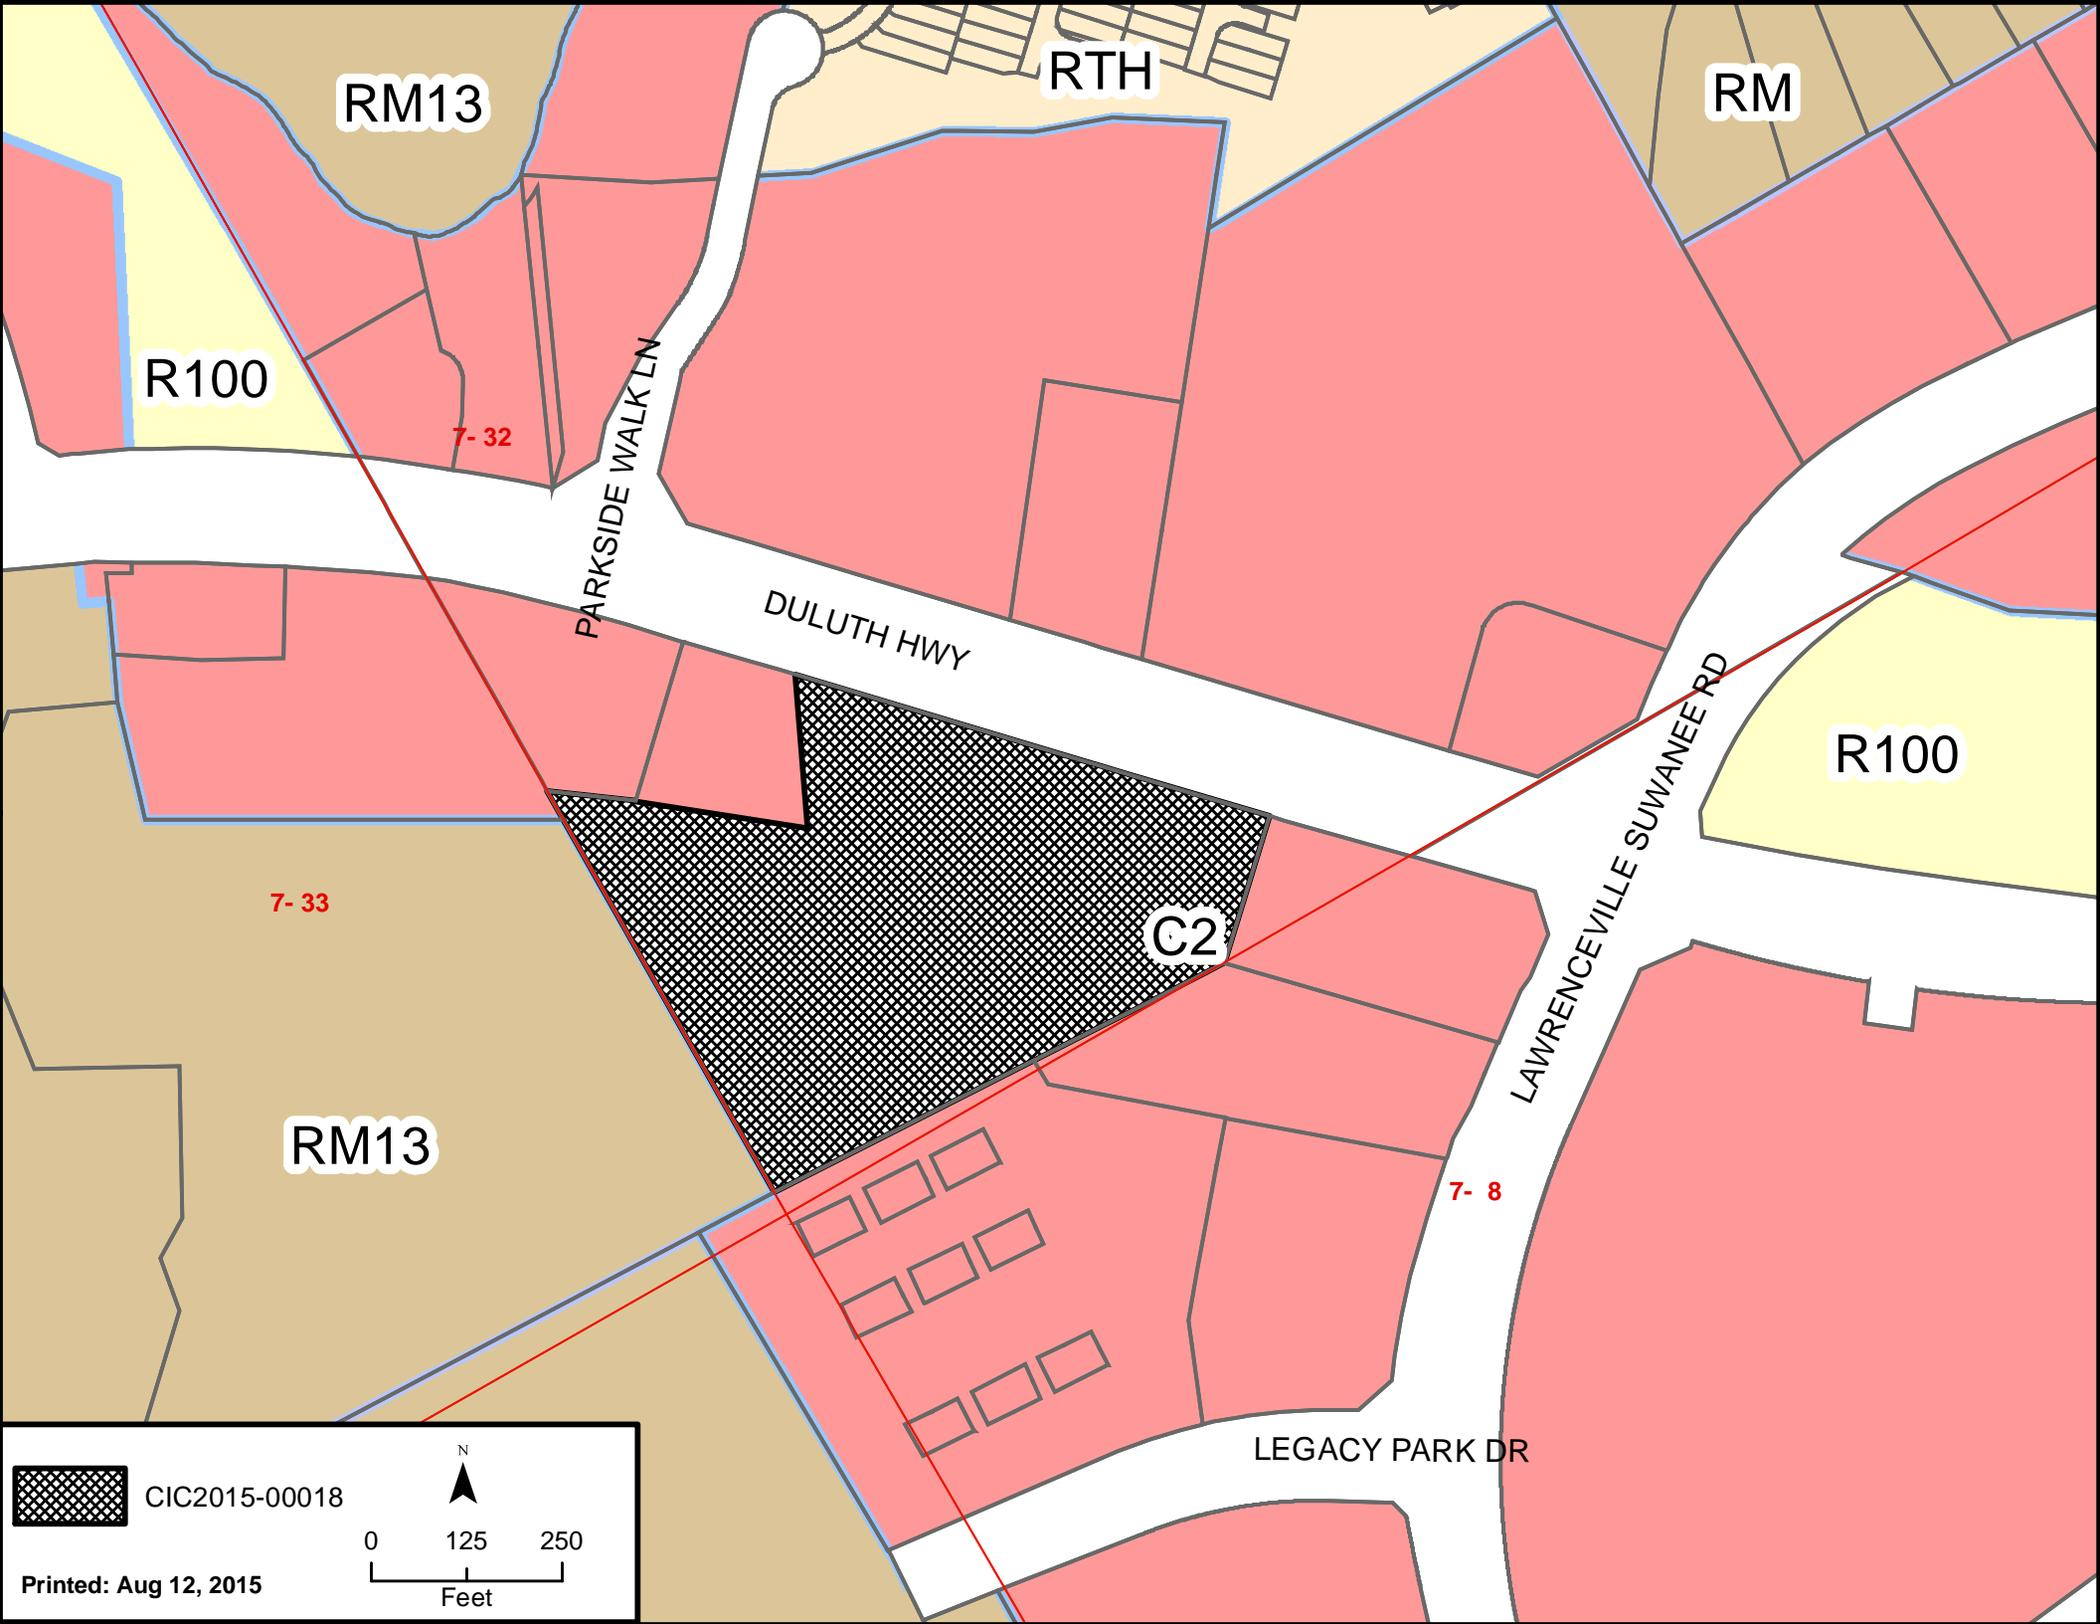 RTH
RM
RM13
R100
7- 32
PARKSIDE WALK LN
DULUTH HWY
LAWRENCEVILLE SUWANEE RD
R100
7- 33
C2
RM13
7- 8
LEGACY PARK DR
CIC2015-00018
N
0 125 250
Feet
Printed: Aug 12, 2015